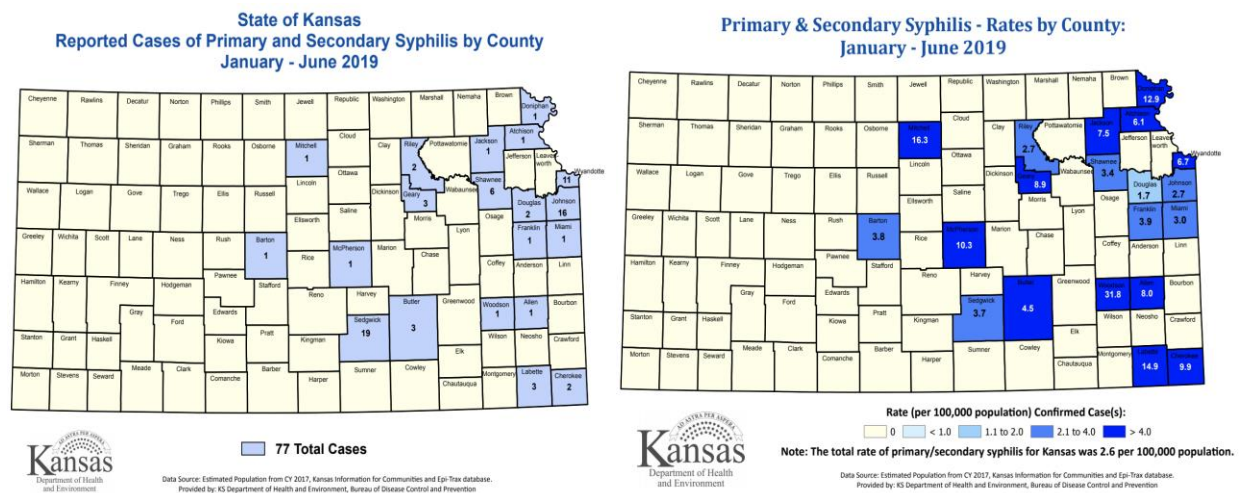 State of Kansas
Reported Cases of Primary and Secondary Syphilis by County
January - June 2019
Cheyenne
Rawlins
Decatur
Norton
Phillips
Smith
Jewell
Republic
Washington
Marshall
Nemaha
Brown
Doniphan
1
Sherman
Thomas
Sheridan
Graham
Rooks
Osborne
Mitchell
1
Cloud
Clay
Riley
2
Pottawatomie
Jackson
1
Atchison
1
Jefferson
Leaven
worth
Wyandotte
11
Wallace
Logan
Gove
Trego
Ellis
Russell
Lincoln
Ottawa
Dickinson
Geary
3
Wabaunsee
Shawnee
6
Douglas
2
Johnson
16
Greeley
Wichita
Scott
Lane
Ness
Rush
Barton
1
Ellsworth
Saline
Rice
McPherson
1
Marion
Morris
Chase
Lyon
Osage
Franklin
1
Miami
1
Hamilton
Kearny
Finney
Hodgeman
Pawnee
Stafford
Reno
Harvey
Butler
3
Greenwood
Coffey
Anderson
Linn
Woodson
1
Allen
1
Bourbon
Gray
Ford
Edwards
Kiowa
Pratt
Kingman
Sedgwick
19
Wilson
Neosho
Crawford
Elk
Stanton
Grant
Haskell
Morton
Stevens
Seward
Meade
Clark
Comanche
Barber
Harper
Sumner
Cowley
Chautauqua
Montgomery
Labette
3
Cherokee
2
AD ASTRA PER ASPERA
Kansas
Department of Health
and Environment
77 Total Cases
Data Source: Estimated Population from CY 2017, Kansas Information for Communities and Epi-Trax database.
Provided by: KS Department of Health and Environment, Bureau of Disease Control and Prevention
Primary & Secondary Syphilis - Rates by County:
January - June 2019
Cheyenne
Rawlins
Decatur
Norton
Phillips
Smith
Jewell
Republic
Washington
Marshall
Nemaha
Brown
Doniphan
12.9
Sherman
Thomas
Sheridan
Graham
Rooks
Osborne
Mitchell
16.3
Cloud
Clay
Riley
2.7
Pottawatomie
Jackson
7.5
Atchison
6.1
Jefferson
Leaven
worth
Wyandotte
6.7
Wallace
Logan
Gove
Trego
Ellis
Russell
Lincoln
Ottawa
Dickinson
Geary
8.9
Wabaunsee
Shawnee
3.4
Douglas
1.7
Johnson
2.7
Greeley
Wichita
Scott
Lane
Ness
Rush
Barton
3.8
Ellsworth
Saline
Rice
McPherson
10.3
Marion
Morris
Chase
Lyon
Osage
Franklin
3.9
Miami
3.0
Hamilton
Kearny
Finney
Hodgeman
Pawnee
Stafford
Reno
Harvey
Butler
4.5
Greenwood
Coffey
Anderson
Linn
Woodson
31.8
Allen
8.0
Bourbon
Gray
Ford
Edwards
Kiowa
Pratt
Kingman
Sedgwick
3.7
Wilson
Neosho
Crawford
Elk
Stanton
Grant
Haskell
Morton
Stevens
Seward
Meade
Clark
Comanche
Barber
Harper
Sumner
Cowley
Chautauqua
Montgomery
Labette
14.9
Cherokee
9.9
AD ASTRA PER ASPERA
Kansas
Department of Health
and Environment
Rate (per 100,000 population) Confirmed Case(s):
0 < 1.0 1.1 to 2.0 2.1 to 4.0 > 4.0
Note: The total rate of primary/secondary syphilis for Kansas was 2.6 per 100,000 population.
Data Source: Estimated Population from CY 2017, Kansas Information for Communities and Epi-Trax database.
Provided by: KS Department of Health and Environment, Bureau of Disease Control and Prevention